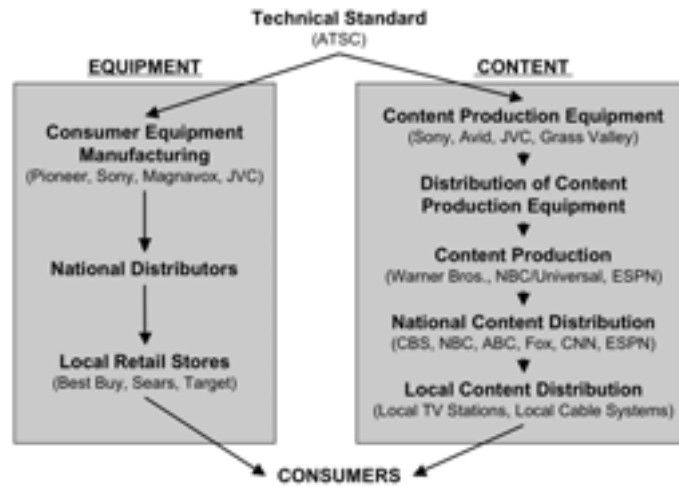 Technical Standard
(ATSC)
EQUIPMENT
Consumer Equipment
Manufacturing
(Pioneer, Sony, Magnavox, JVC)
National Distributors
Local Retail Stores
(Best Buy, Sears, Target)
CONTENT
Content Production Equipment
(Sony, Avid, JVC, Grass Valley)
Distribution of Content
Production Equipment
Content Production
(Warner Bros., NBC/Universal, ESPN)
National Content Distribution
(CBS, NBC, ABC, Fox, CNN, ESPN)
Local Content Distribution
(Local TV Stations, Local Cable Systems)
CONSUMERS